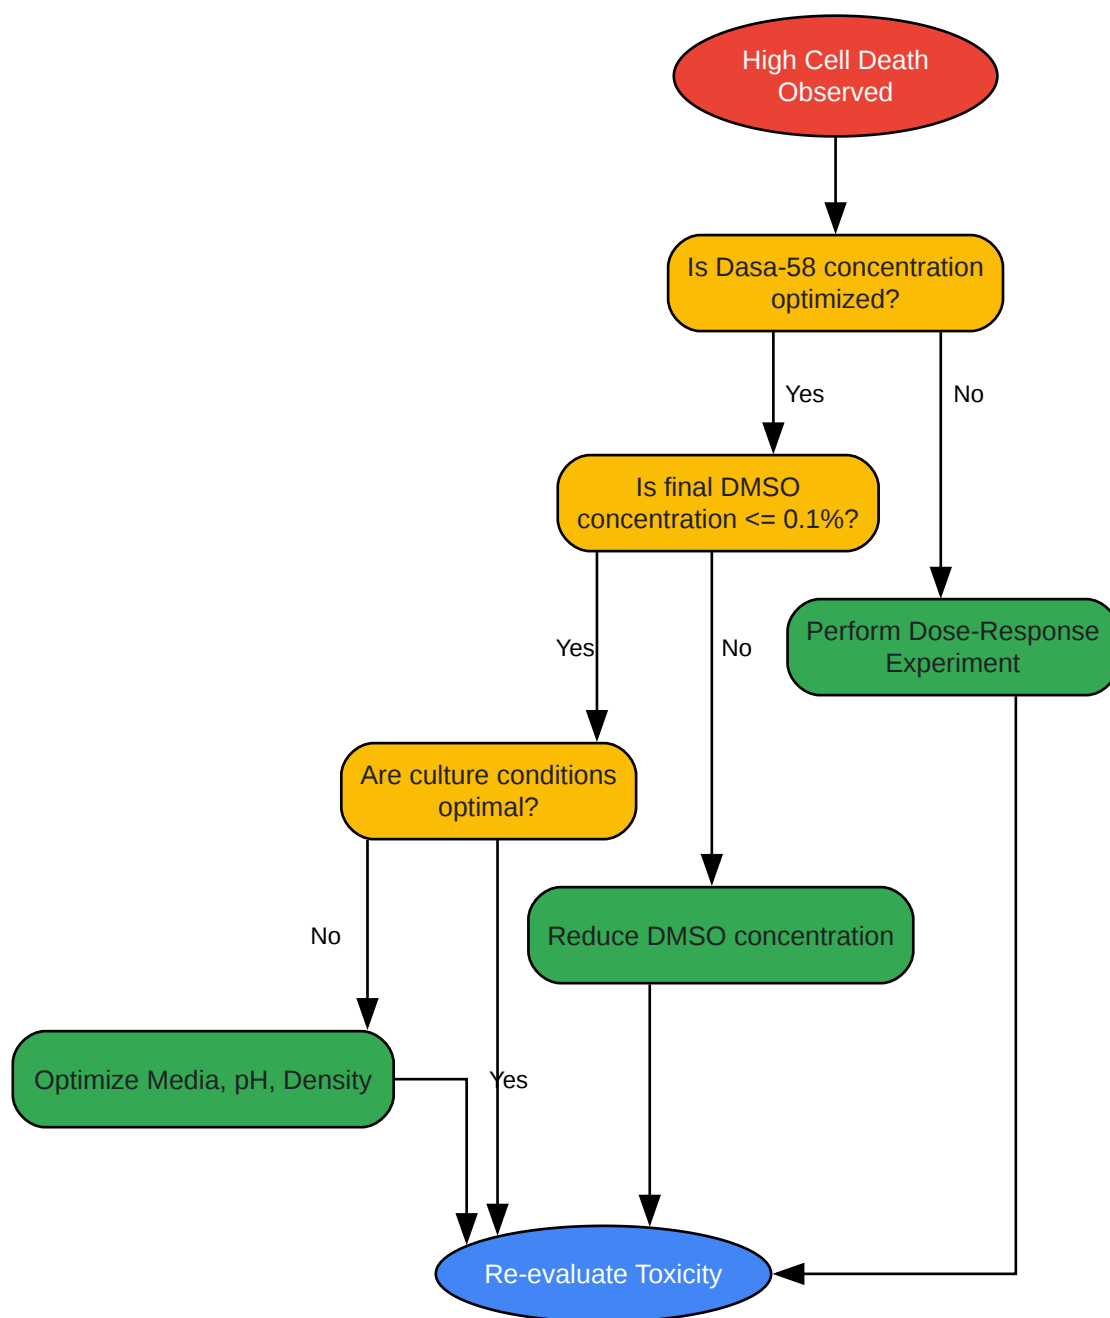 High Cell Death
Observed
Is Dasa-58 concentration
optimized?
Yes
No
Is final DMSO
concentration <= 0.1%?
Perform Dose-Response
Experiment
Yes
No
Are culture conditions
optimal?
No
Reduce DMSO concentration
Optimize Media, pH, Density
Yes
Re-evaluate Toxicity